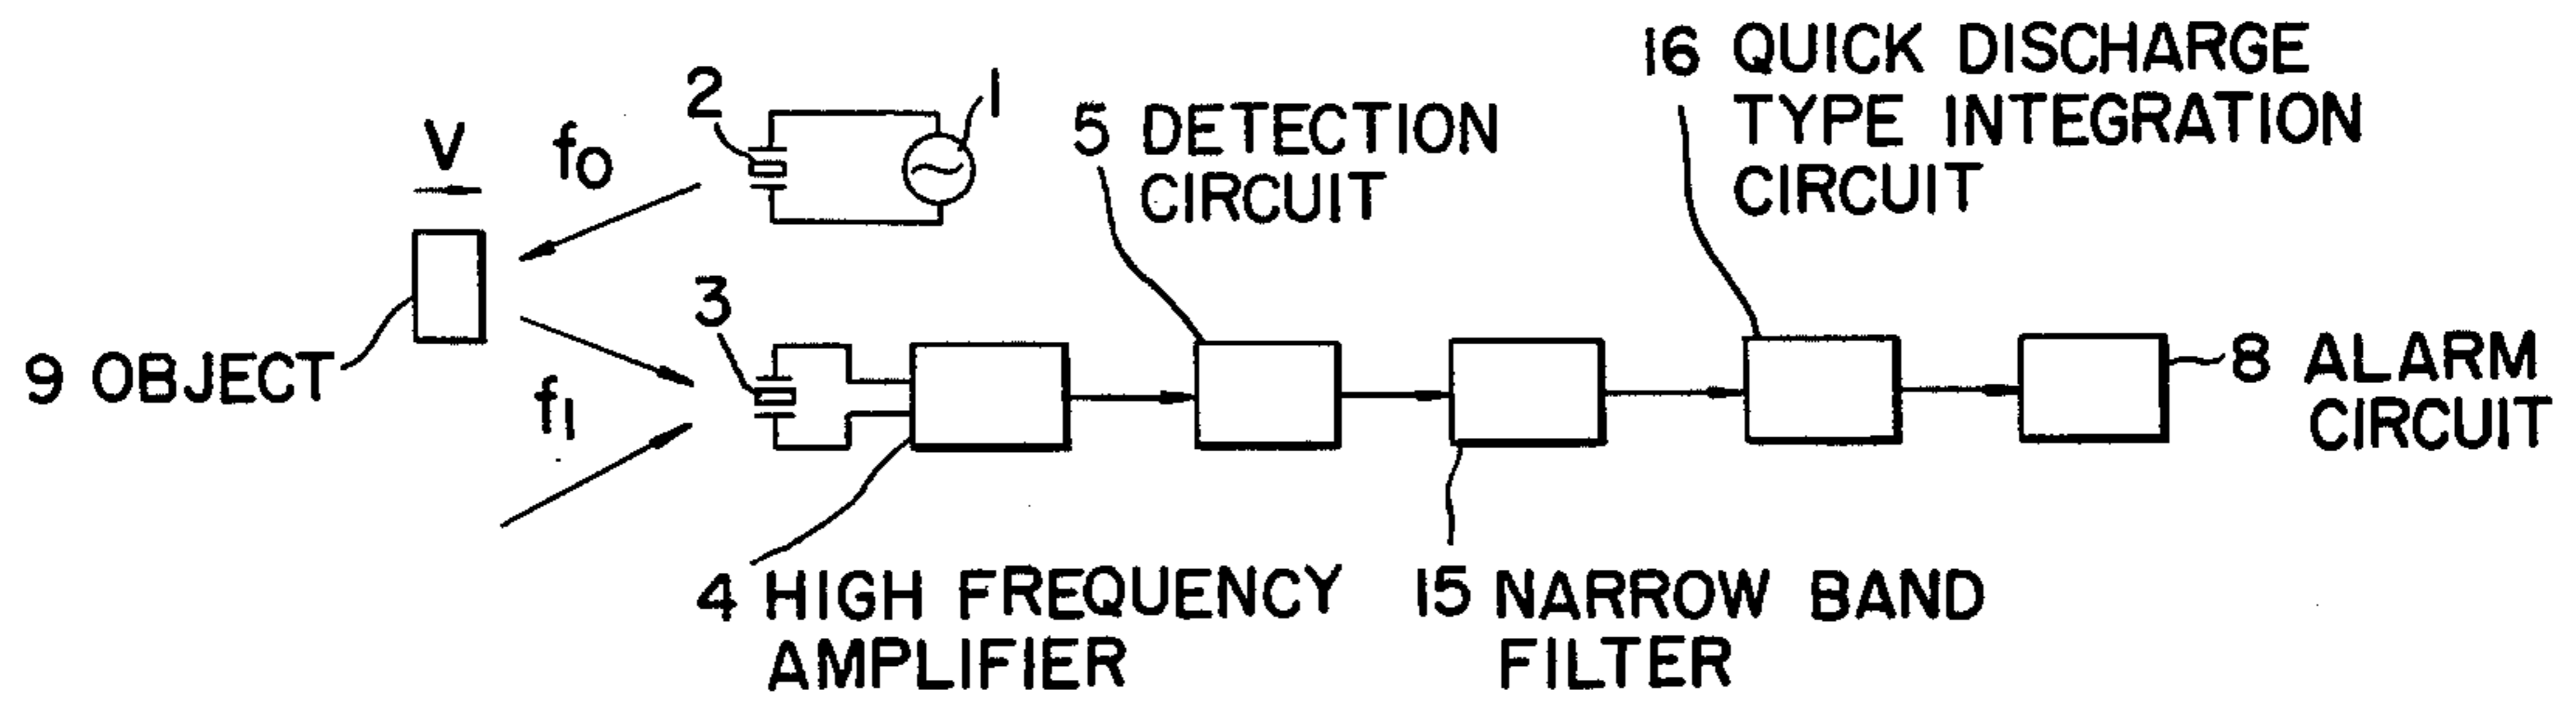 16 QUICK DISCHARGE
TYPE INTEGRATION
CIRCUIT
2
1
5 DETECTION
CIRCUIT
V
f0
3
9 OBJECT
f1
8 ALARM
CIRCUIT
4 HIGH FREQUENCY
AMPLIFIER
15 NARROW BAND
FILTER